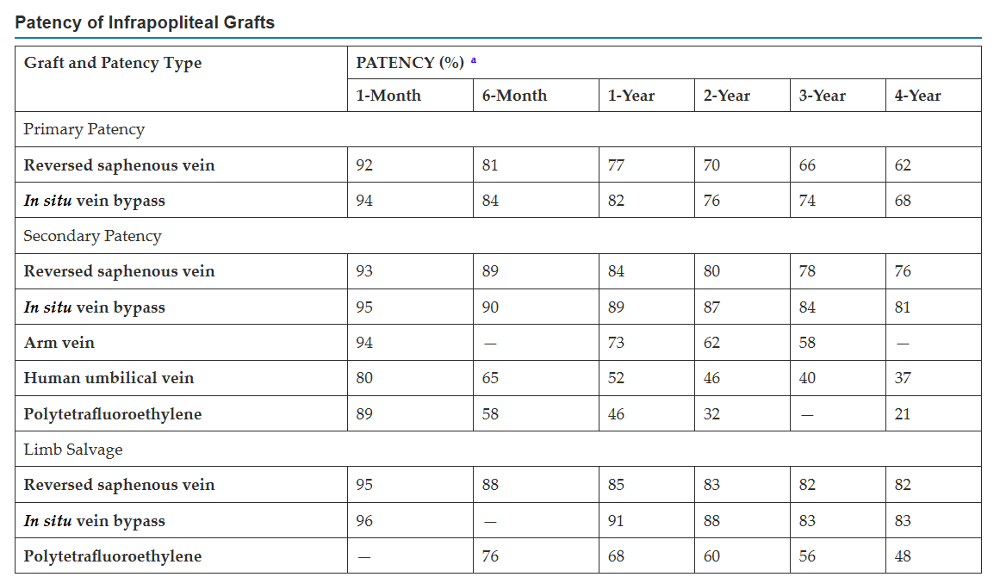 Patency of Infrapopliteal Grafts
Graft and Patency Type PATENCY (%) a
1-Month 6-Month 1-Year 2-Year 3-Year 4-Year
Primary Patency
Reversed saphenous vein 92 81 77 70 66 62
In situ vein bypass 94 84 82 76 74 68
Secondary Patency
Reversed saphenous vein 93 89 84 80 78 76
In situ vein bypass 95 90 89 87 84 81
Arm vein 94 — 73 62 58 —
Human umbilical vein 80 65 52 46 40 37
Polytetrafluoroethylene 89 58 46 32 — 21
Limb Salvage
Reversed saphenous vein 95 88 85 83 82 82
In situ vein bypass 96 — 91 88 83 83
Polytetrafluoroethylene — 76 68 60 56 48